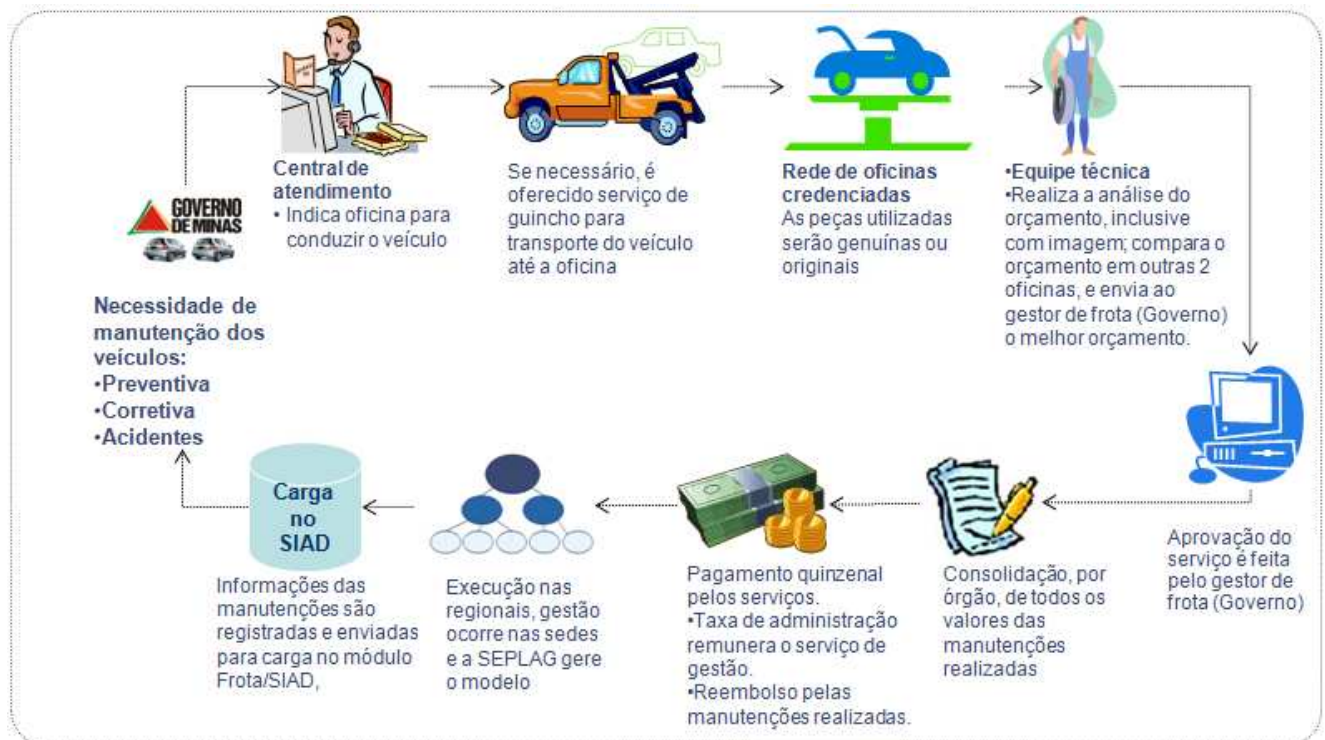 GOVERNO
DE MINAS
Necessidade de
manutenção dos
veículos:
•Preventiva
•Corretiva
•Acidentes
Central de
atendimento
• Indica oficina para
conduzir o veículo
Se necessário, é
oferecido serviço de
guincho para
transporte do veículo
até a oficina
Rede de oficinas
credenciadas
As peças utilizadas
serão genuínas ou
originais
•Equipe técnica
•Realiza a análise do
orçamento, inclusive
com imagem; compara o
orçamento em outras 2
oficinas, e envia ao
gestor de frota (Governo)
o melhor orçamento.
Aprovação do
serviço é feita
pelo gestor de
frota (Governo)
Consolidação, por
órgão, de todos os
valores das
manutenções
realizadas
Pagamento quinzenal
pelos serviços.
•Taxa de administração
remunera o serviço de
gestão.
•Reembolso pelas
manutenções realizadas.
Execução nas
regionais, gestão
ocorre nas sedes
e a SEPLAG gere
o modelo
Carga
no
SIAD
Informações das
manutenções são
registradas e enviadas
para carga no módulo
Frota/SIAD,